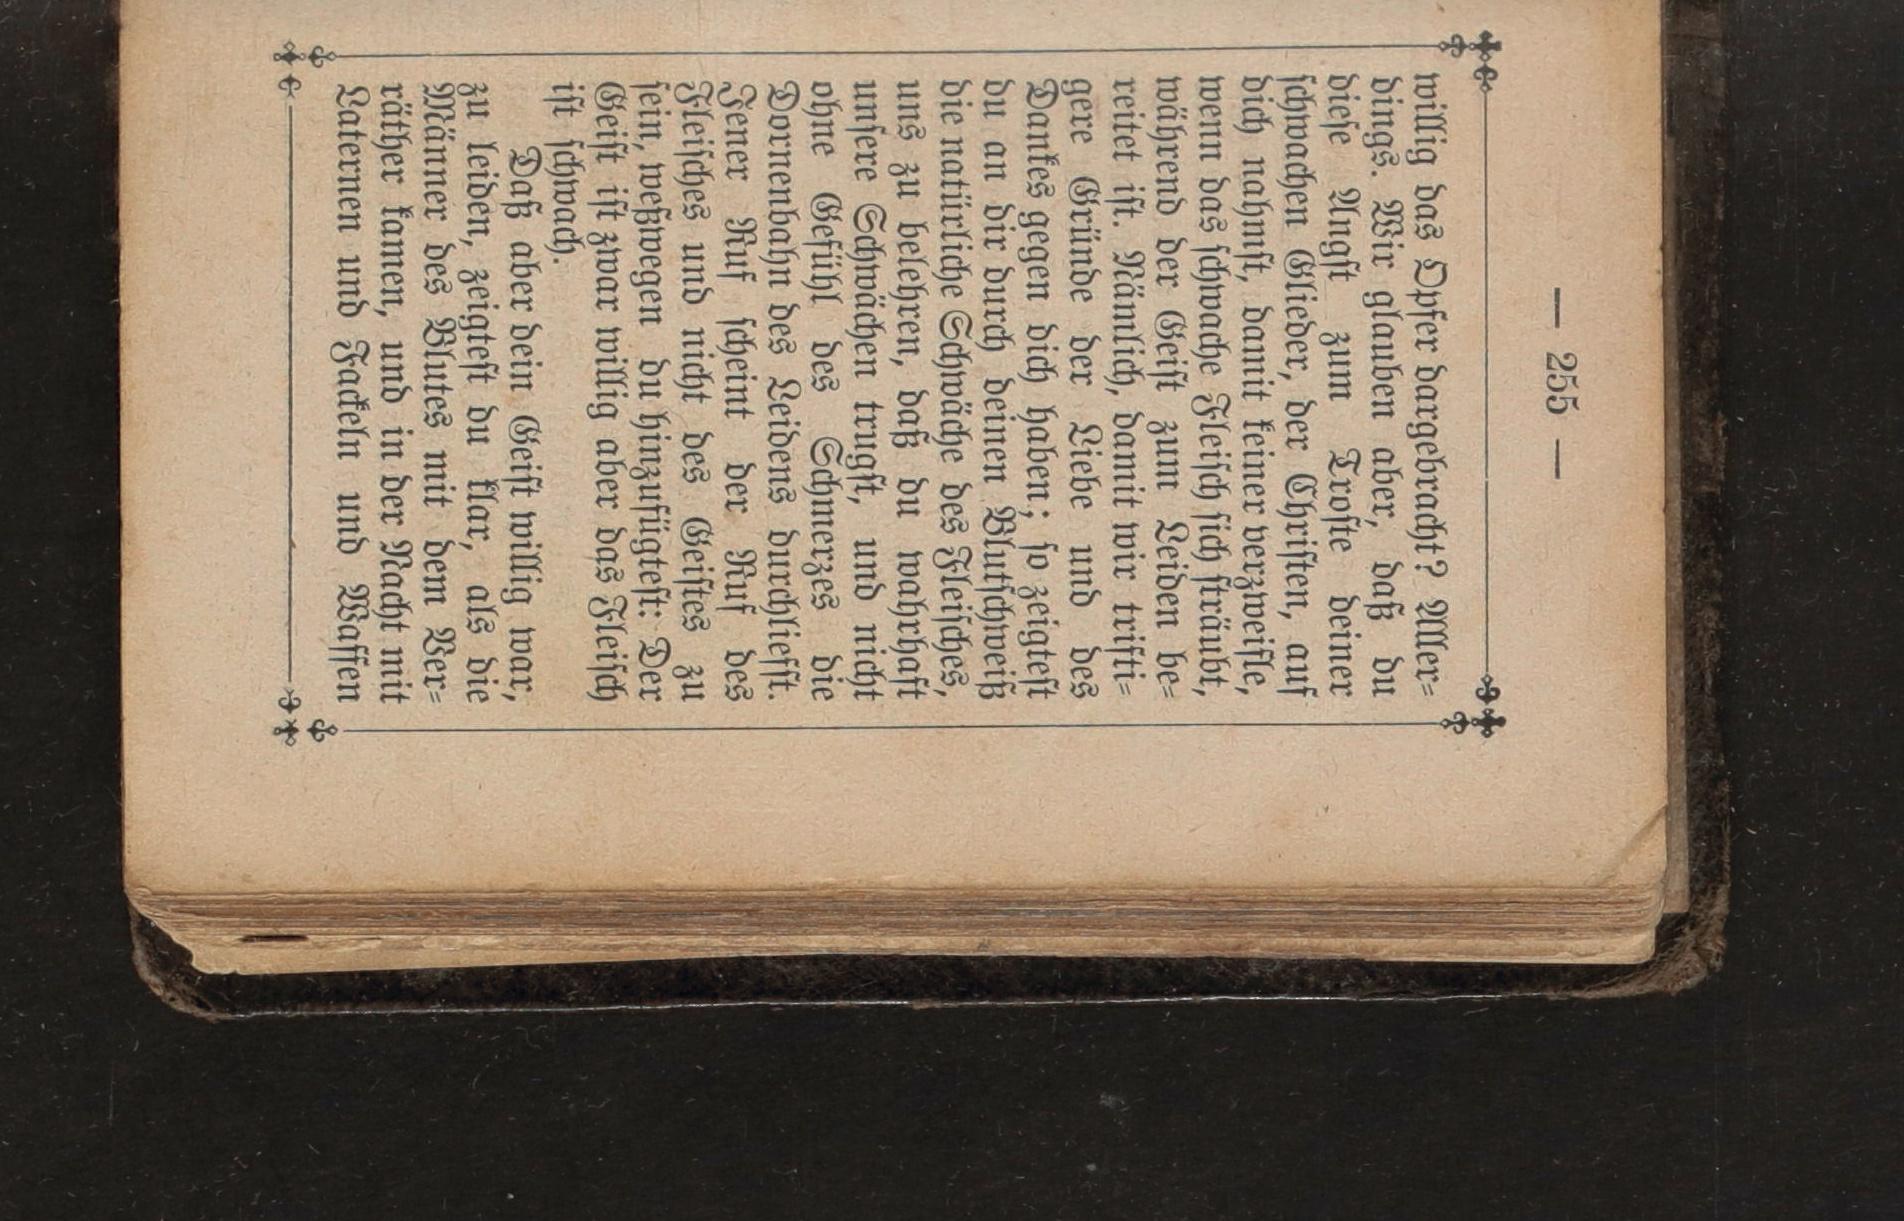 — 255 —
willig das Opfer dargebracht? Aller-
dings. Wir glauben aber, daß du
diese Angst zum Troste deiner
schwachen Glieder, der Christen, auf
dich nahmst, damit keiner verzweifle,
wenn das schwache Fleisch sich sträubt,
während der Geist zum Leiden be-
reitet ist. Nämlich, damit wir trifti-
gere Gründe der Liebe und des
Dankes gegen dich haben; so zeigtest
du an dir durch deinen Blutschweiß
die natürliche Schwäche des Fleisches,
uns zu belehren, daß du wahrhaft
unsere Schwächen trugst, und nicht
ohne Gefühl des Schmerzes die
Dornenbahn des Leidens durchliefst.
Jener Ruf scheint der Ruf des
Fleisches und nicht des Geistes zu
sein, weßwegen du hinzufügtest: Der
Geist ist zwar willig aber das Fleisch
ist schwach.
Daß aber dein Geist willig war,
zu leiden, zeigtest du klar, als die
Männer des Blutes mit dem Ver-
räther kamen, und in der Nacht mit
Laternen und Fackeln und Waffen